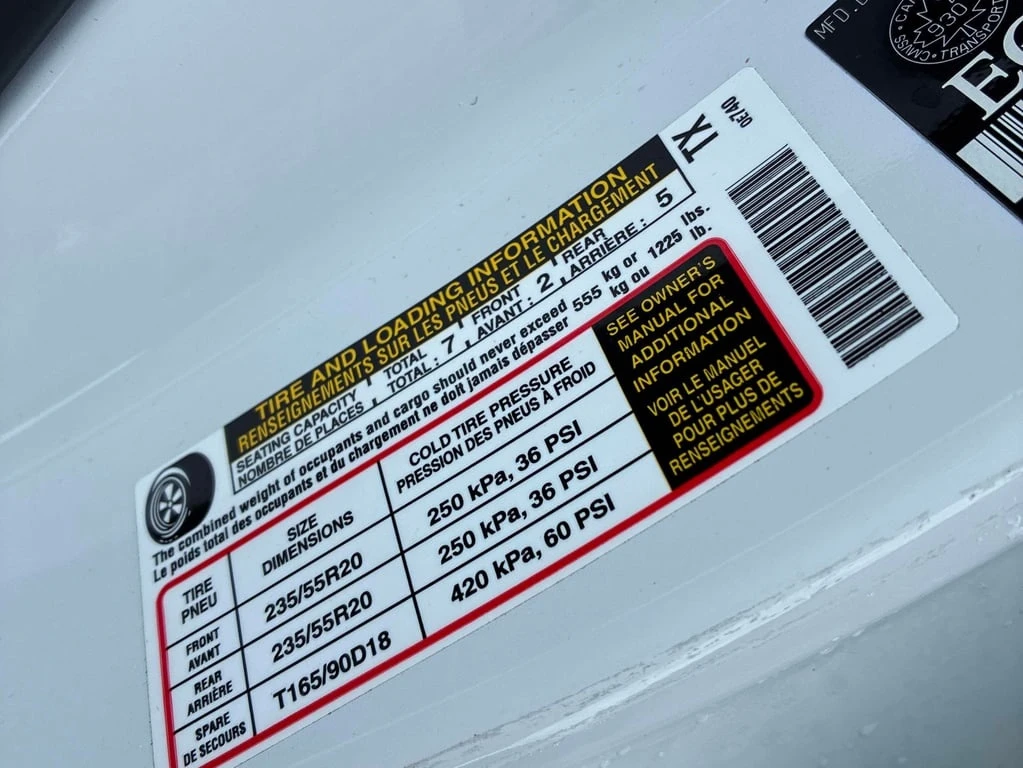 MFD.
CMVSS • TRANSPORT
930
TX
0E740
TIRE AND LOADING INFORMATION
RENSEIGNEMENTS SUR LES PNEUS ET LE CHARGEMENT
SEATING CAPACITY TOTAL FRONT REAR
NOMBRE DE PLACES TOTAL : 7 AVANT : 2 ARRIÈRE : 5
The combined weight of occupants and cargo should never exceed 555 kg or 1225 lbs.
Le poids total des occupants et du chargement ne doit jamais dépasser 555 kg ou 1225 lb.
TIRE SIZE COLD TIRE PRESSURE
PNEU DIMENSIONS PRESSION DES PNEUS À FROID
FRONT
AVANT 235/55R20 250 kPa, 36 PSI
REAR
ARRIÈRE 235/55R20 250 kPa, 36 PSI
SPARE
DE SECOURS T165/90D18 420 kPa, 60 PSI
SEE OWNER'S
MANUAL FOR
ADDITIONAL
INFORMATION
VOIR LE MANUEL
DE L'USAGER
POUR PLUS DE
RENSEIGNEMENTS